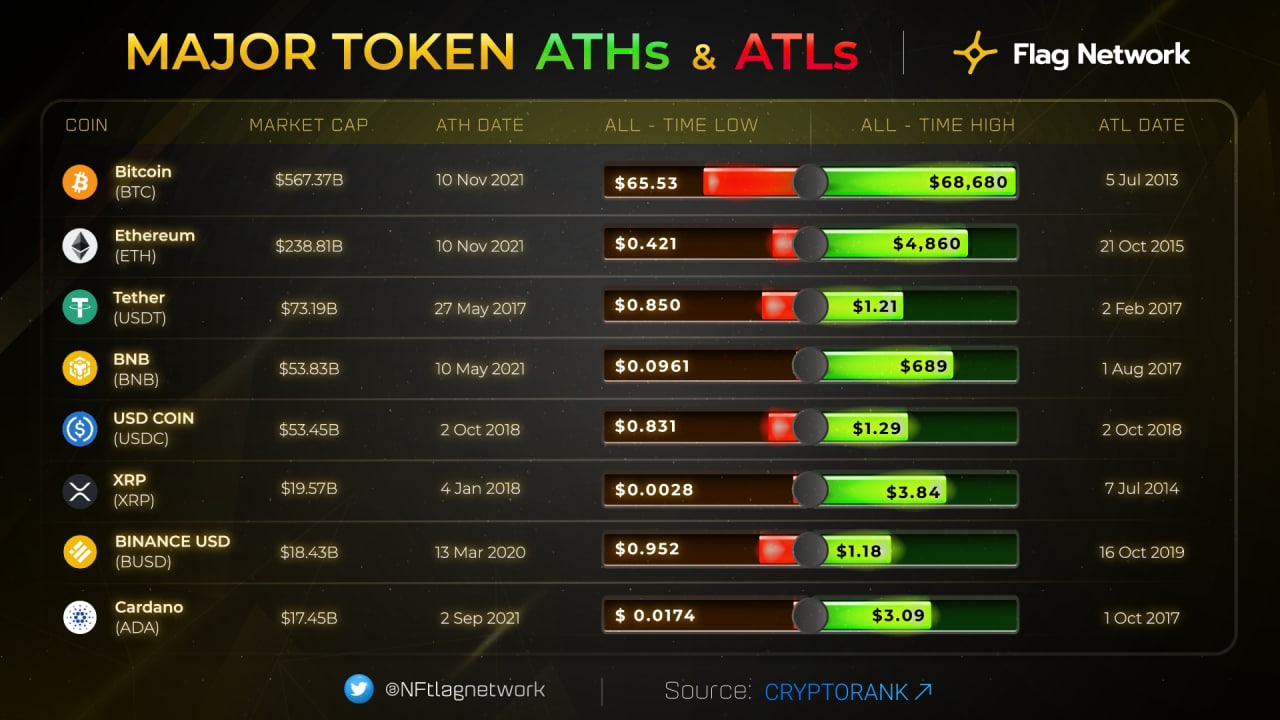 MAJOR TOKEN ATHs & ATLs
Flag Network
COIN MARKET CAP ATH DATE ALL - TIME LOW ALL - TIME HIGH ATL DATE
Bitcoin
(BTC) $567.37B 10 Nov 2021 $65.53 $68,680 5 Jul 2013
Ethereum
(ETH) $238.81B 10 Nov 2021 $0.421 $4,860 21 Oct 2015
Tether
(USDT) $73.19B 27 May 2017 $0.850 $1.21 2 Feb 2017
BNB
(BNB) $53.83B 10 May 2021 $0.0961 $689 1 Aug 2017
USD COIN
(USDC) $53.45B 2 Oct 2018 $0.831 $1.29 2 Oct 2018
XRP
(XRP) $19.57B 4 Jan 2018 $0.0028 $3.84 7 Jul 2014
BINANCE USD
(BUSD) $18.43B 13 Mar 2020 $0.952 $1.18 16 Oct 2019
Cardano
(ADA) $17.45B 2 Sep 2021 $ 0.0174 $3.09 1 Oct 2017
@NFtlagnetwork
Source: CRYPTORANK